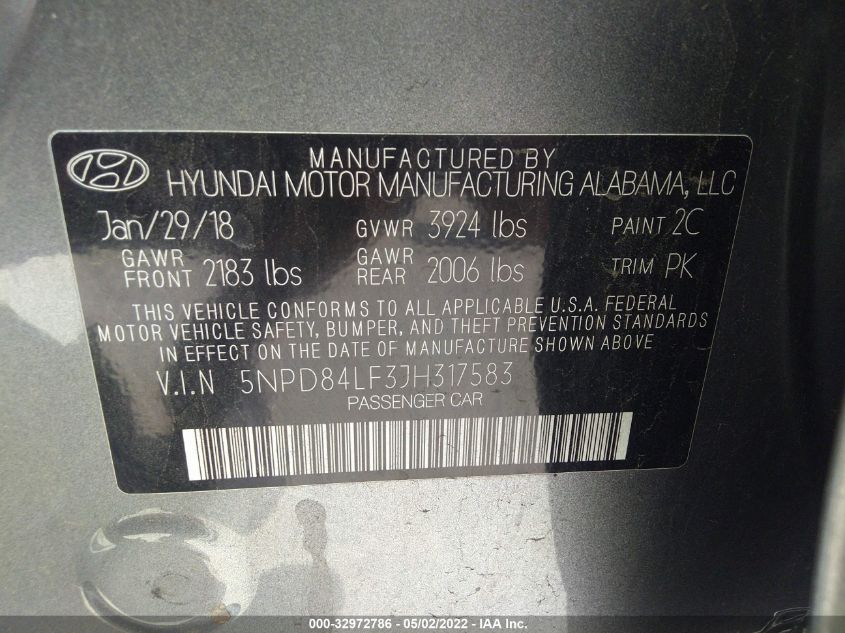 MANUFACTURED BY
HYUNDAI MOTOR MANUFACTURING ALABAMA, LLC
Jan/29/18 GVWR 3924 lbs PAINT 2C
GAWR FRONT 2183 lbs GAWR REAR 2006 lbs TRIM PK
THIS VEHICLE CONFORMS TO ALL APPLICABLE U.S.A. FEDERAL
MOTOR VEHICLE SAFETY, BUMPER, AND THEFT PREVENTION STANDARDS
IN EFFECT ON THE DATE OF MANUFACTURE SHOWN ABOVE
V.I.N 5NPD84LF3JH317583
PASSENGER CAR
000-32972786 - 05/02/2022 - IAA Inc.